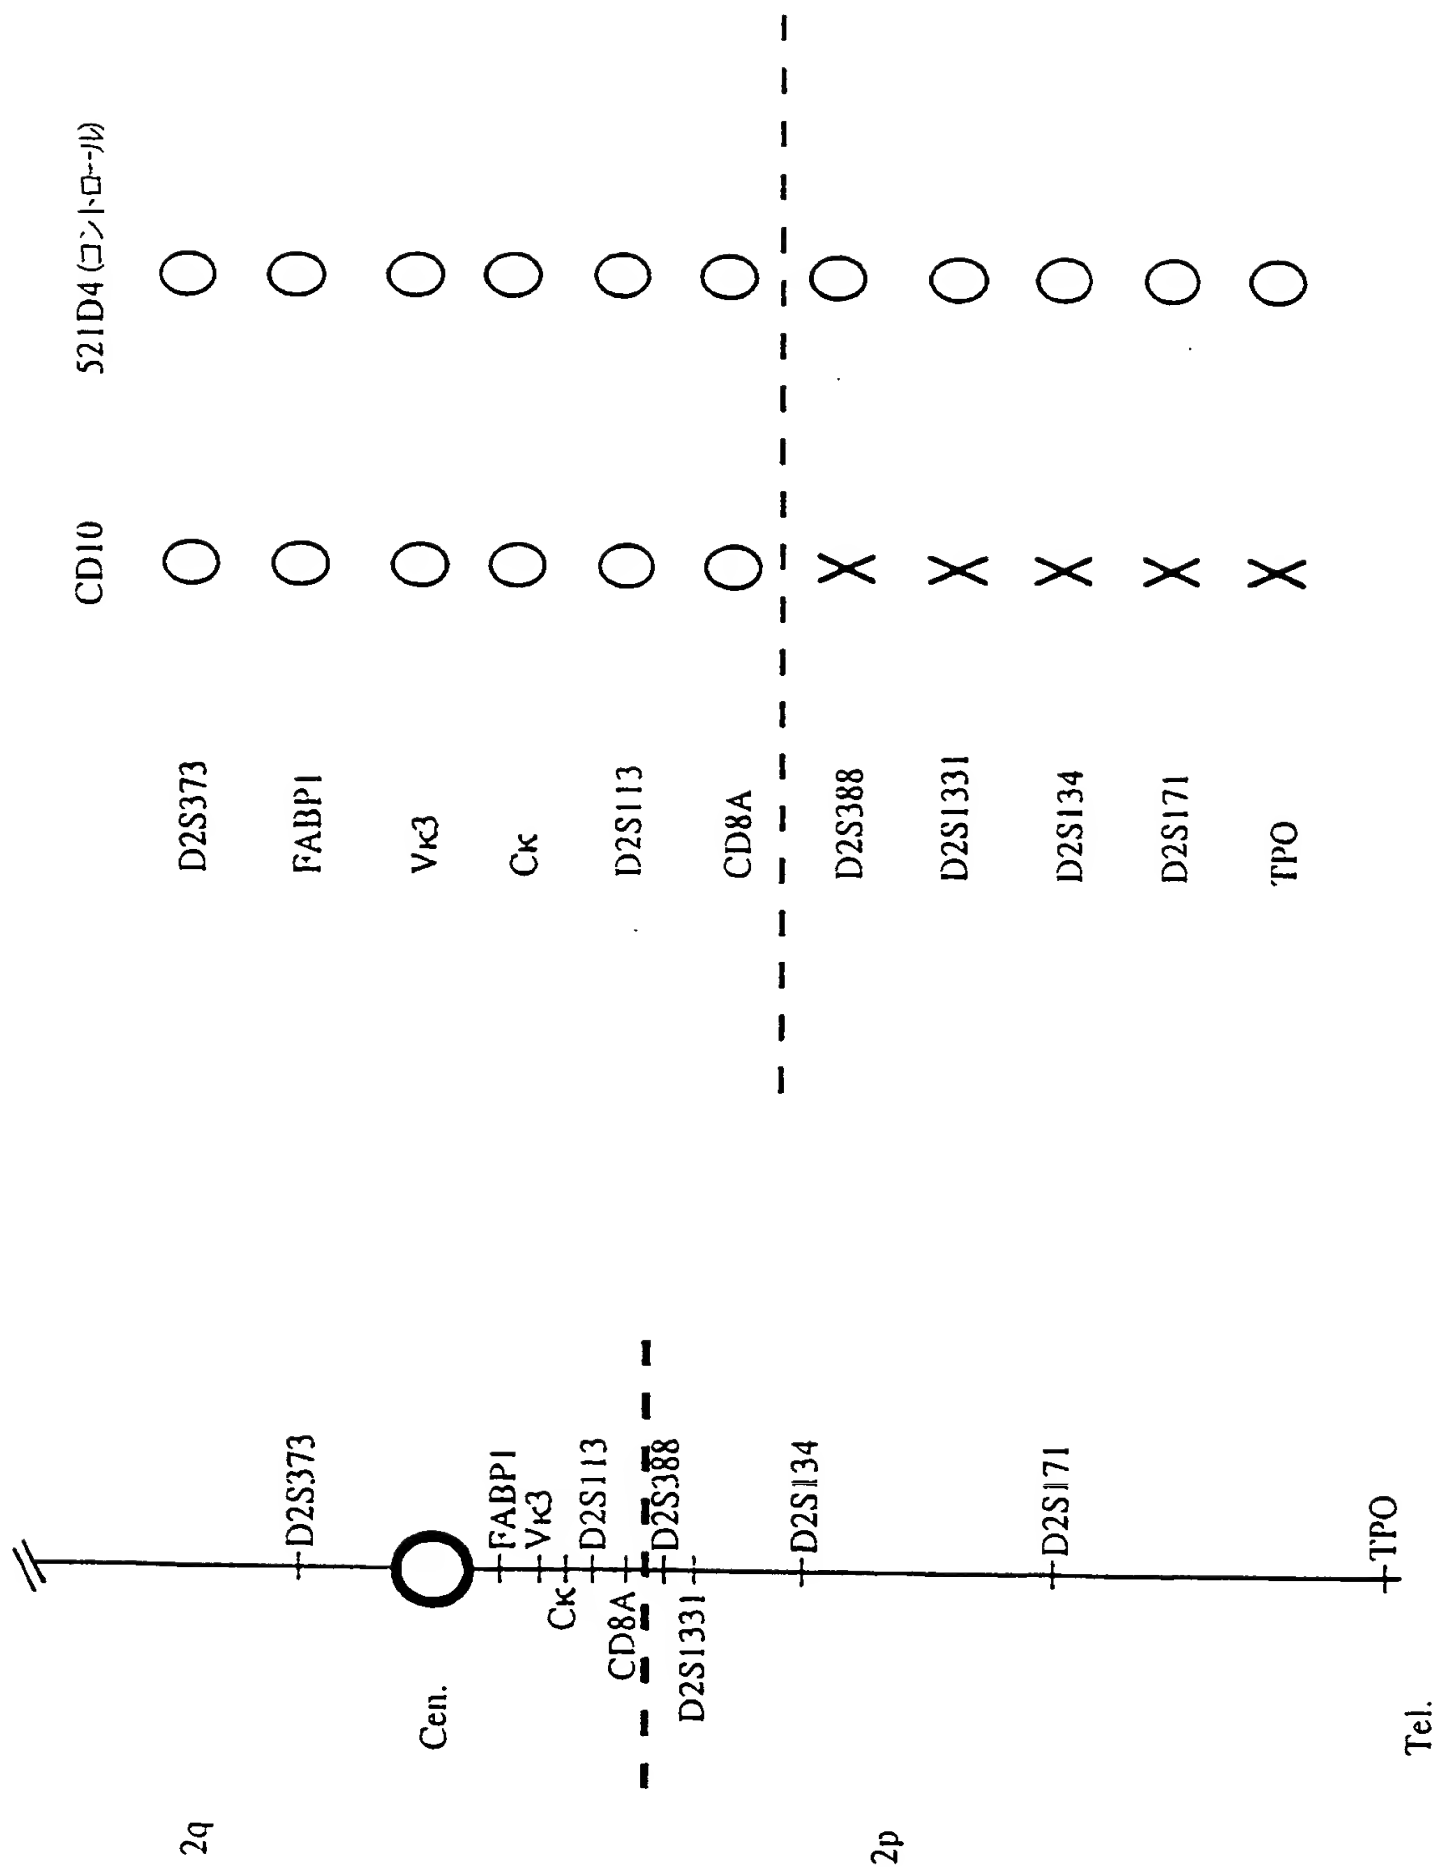 521D4 (コントロール)
CD10
D2S373
FABP1
Vκ3
Cκ
D2S113
CD8A
D2S388
D2S1331
D2S134
D2S171
TPO
D2S373
FABP1
Vκ3
Cκ
D2S113
CD8A
D2S388
D2S1331
D2S134
D2S171
TPO
Cen.
Tel.
2q
2p